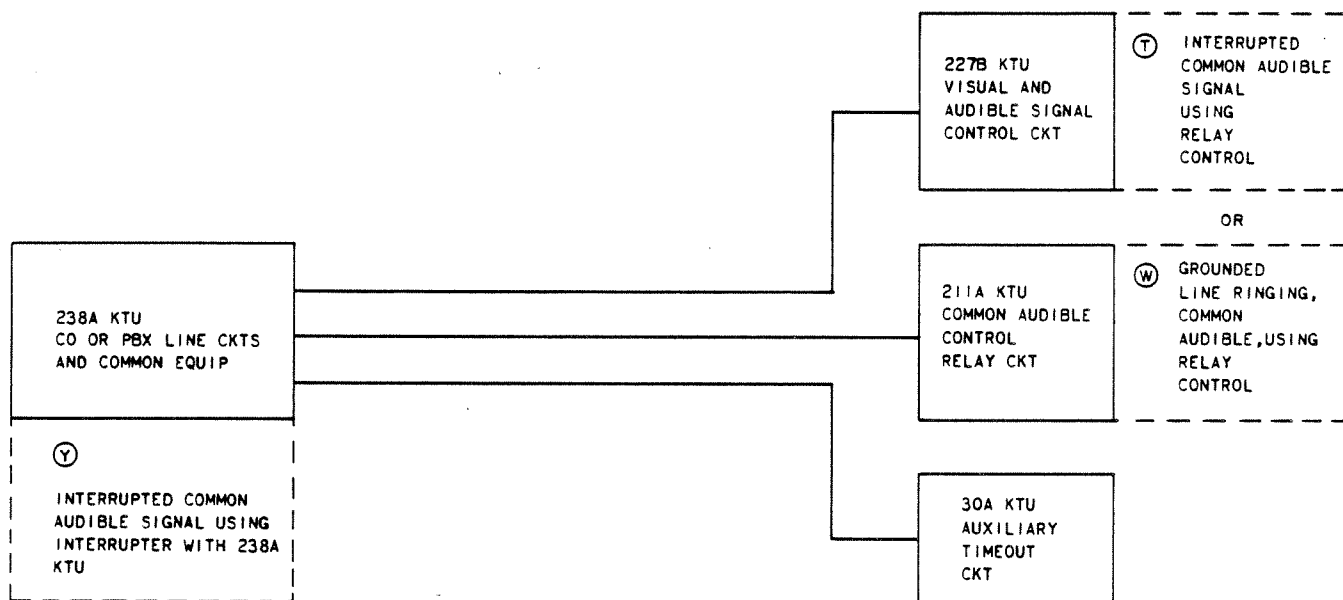 227B KTU
VISUAL AND
AUDIBLE SIGNAL
CONTROL CKT
T
INTERRUPTED
COMMON AUDIBLE
SIGNAL
USING
RELAY
CONTROL
OR
238A KTU
CO OR PBX LINE CKTS
AND COMMON EQUIP
211A KTU
COMMON AUDIBLE
CONTROL
RELAY CKT
W
GROUNDED
LINE RINGING,
COMMON
AUDIBLE,USING
RELAY
CONTROL
Y
INTERRUPTED COMMON
AUDIBLE SIGNAL USING
INTERRUPTER WITH 238A
KTU
30A KTU
AUXILIARY
TIMEOUT
CKT